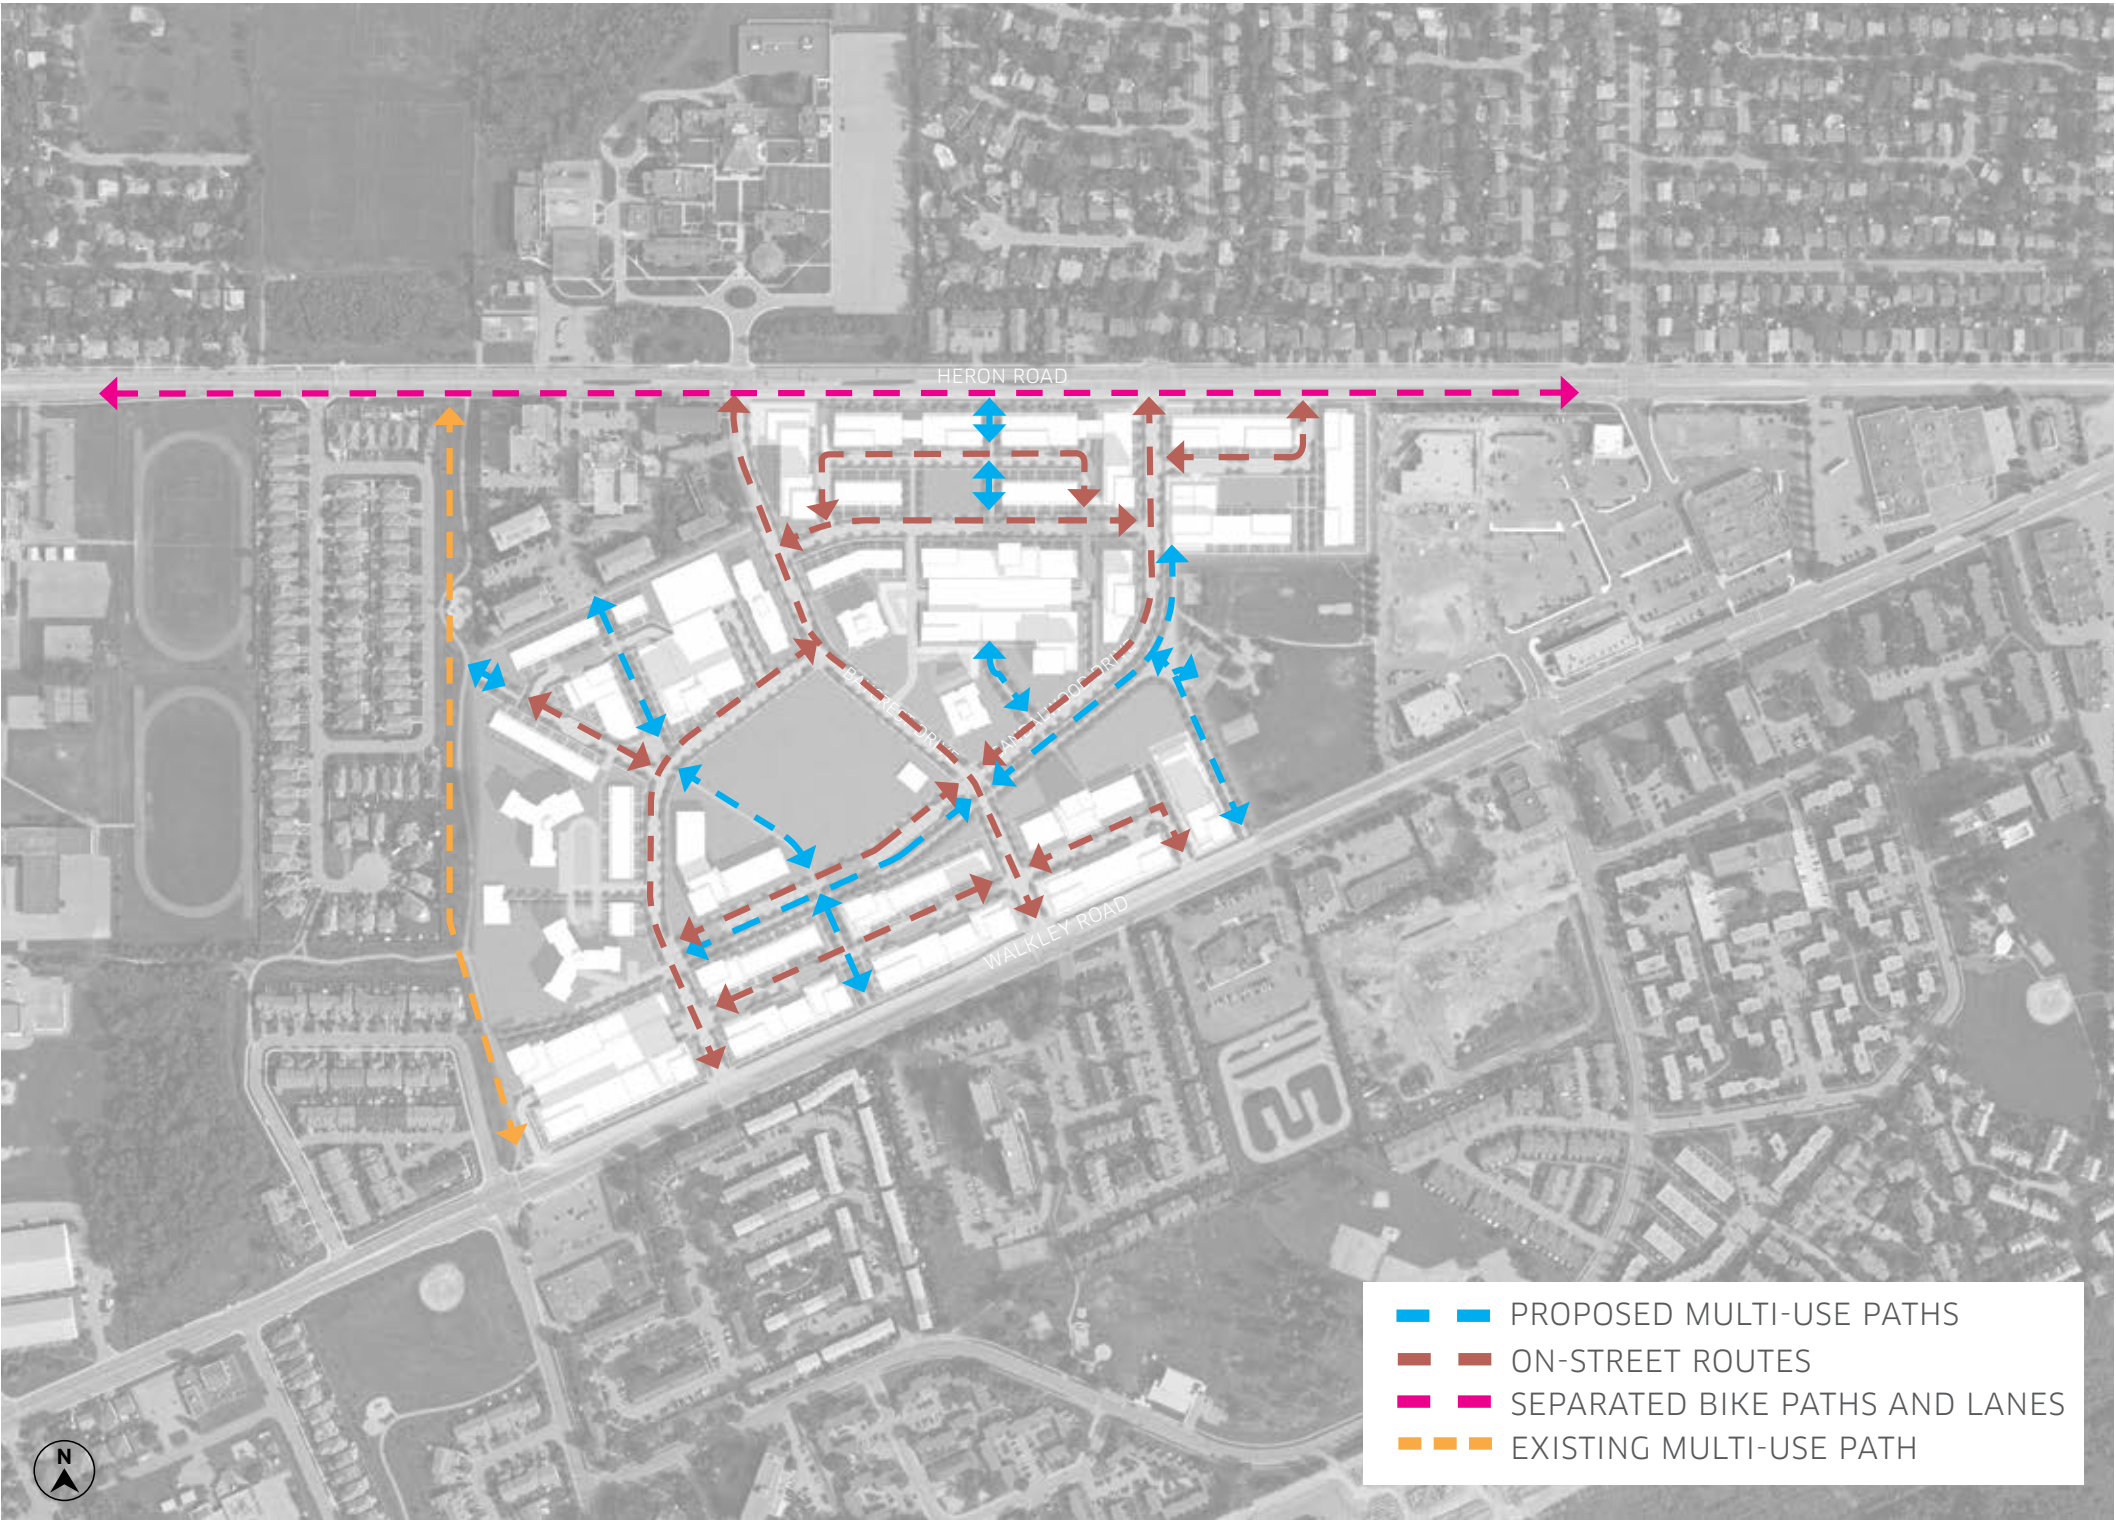 HERON ROAD
WALKLEY ROAD
PROPOSED MULTI-USE PATHS
ON-STREET ROUTES
SEPARATED BIKE PATHS AND LANES
EXISTING MULTI-USE PATH
N